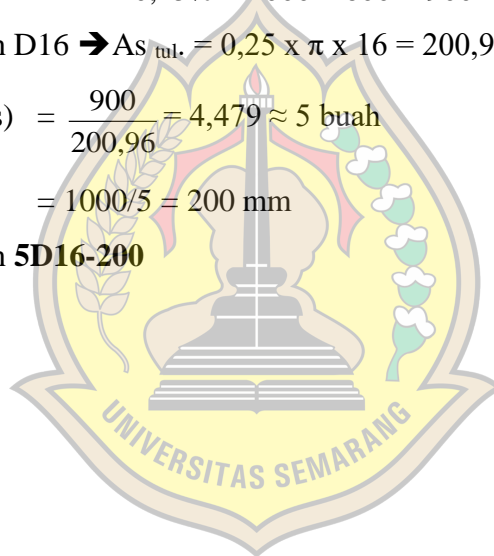 n D16 ➔ As tul. = 0,25 x π x 16 = 200,9
s) = 900/200,96 = 4,479 ≈ 5 buah
= 1000/5 = 200 mm
n 5D16-200
UNIVERSITAS SEMARANG